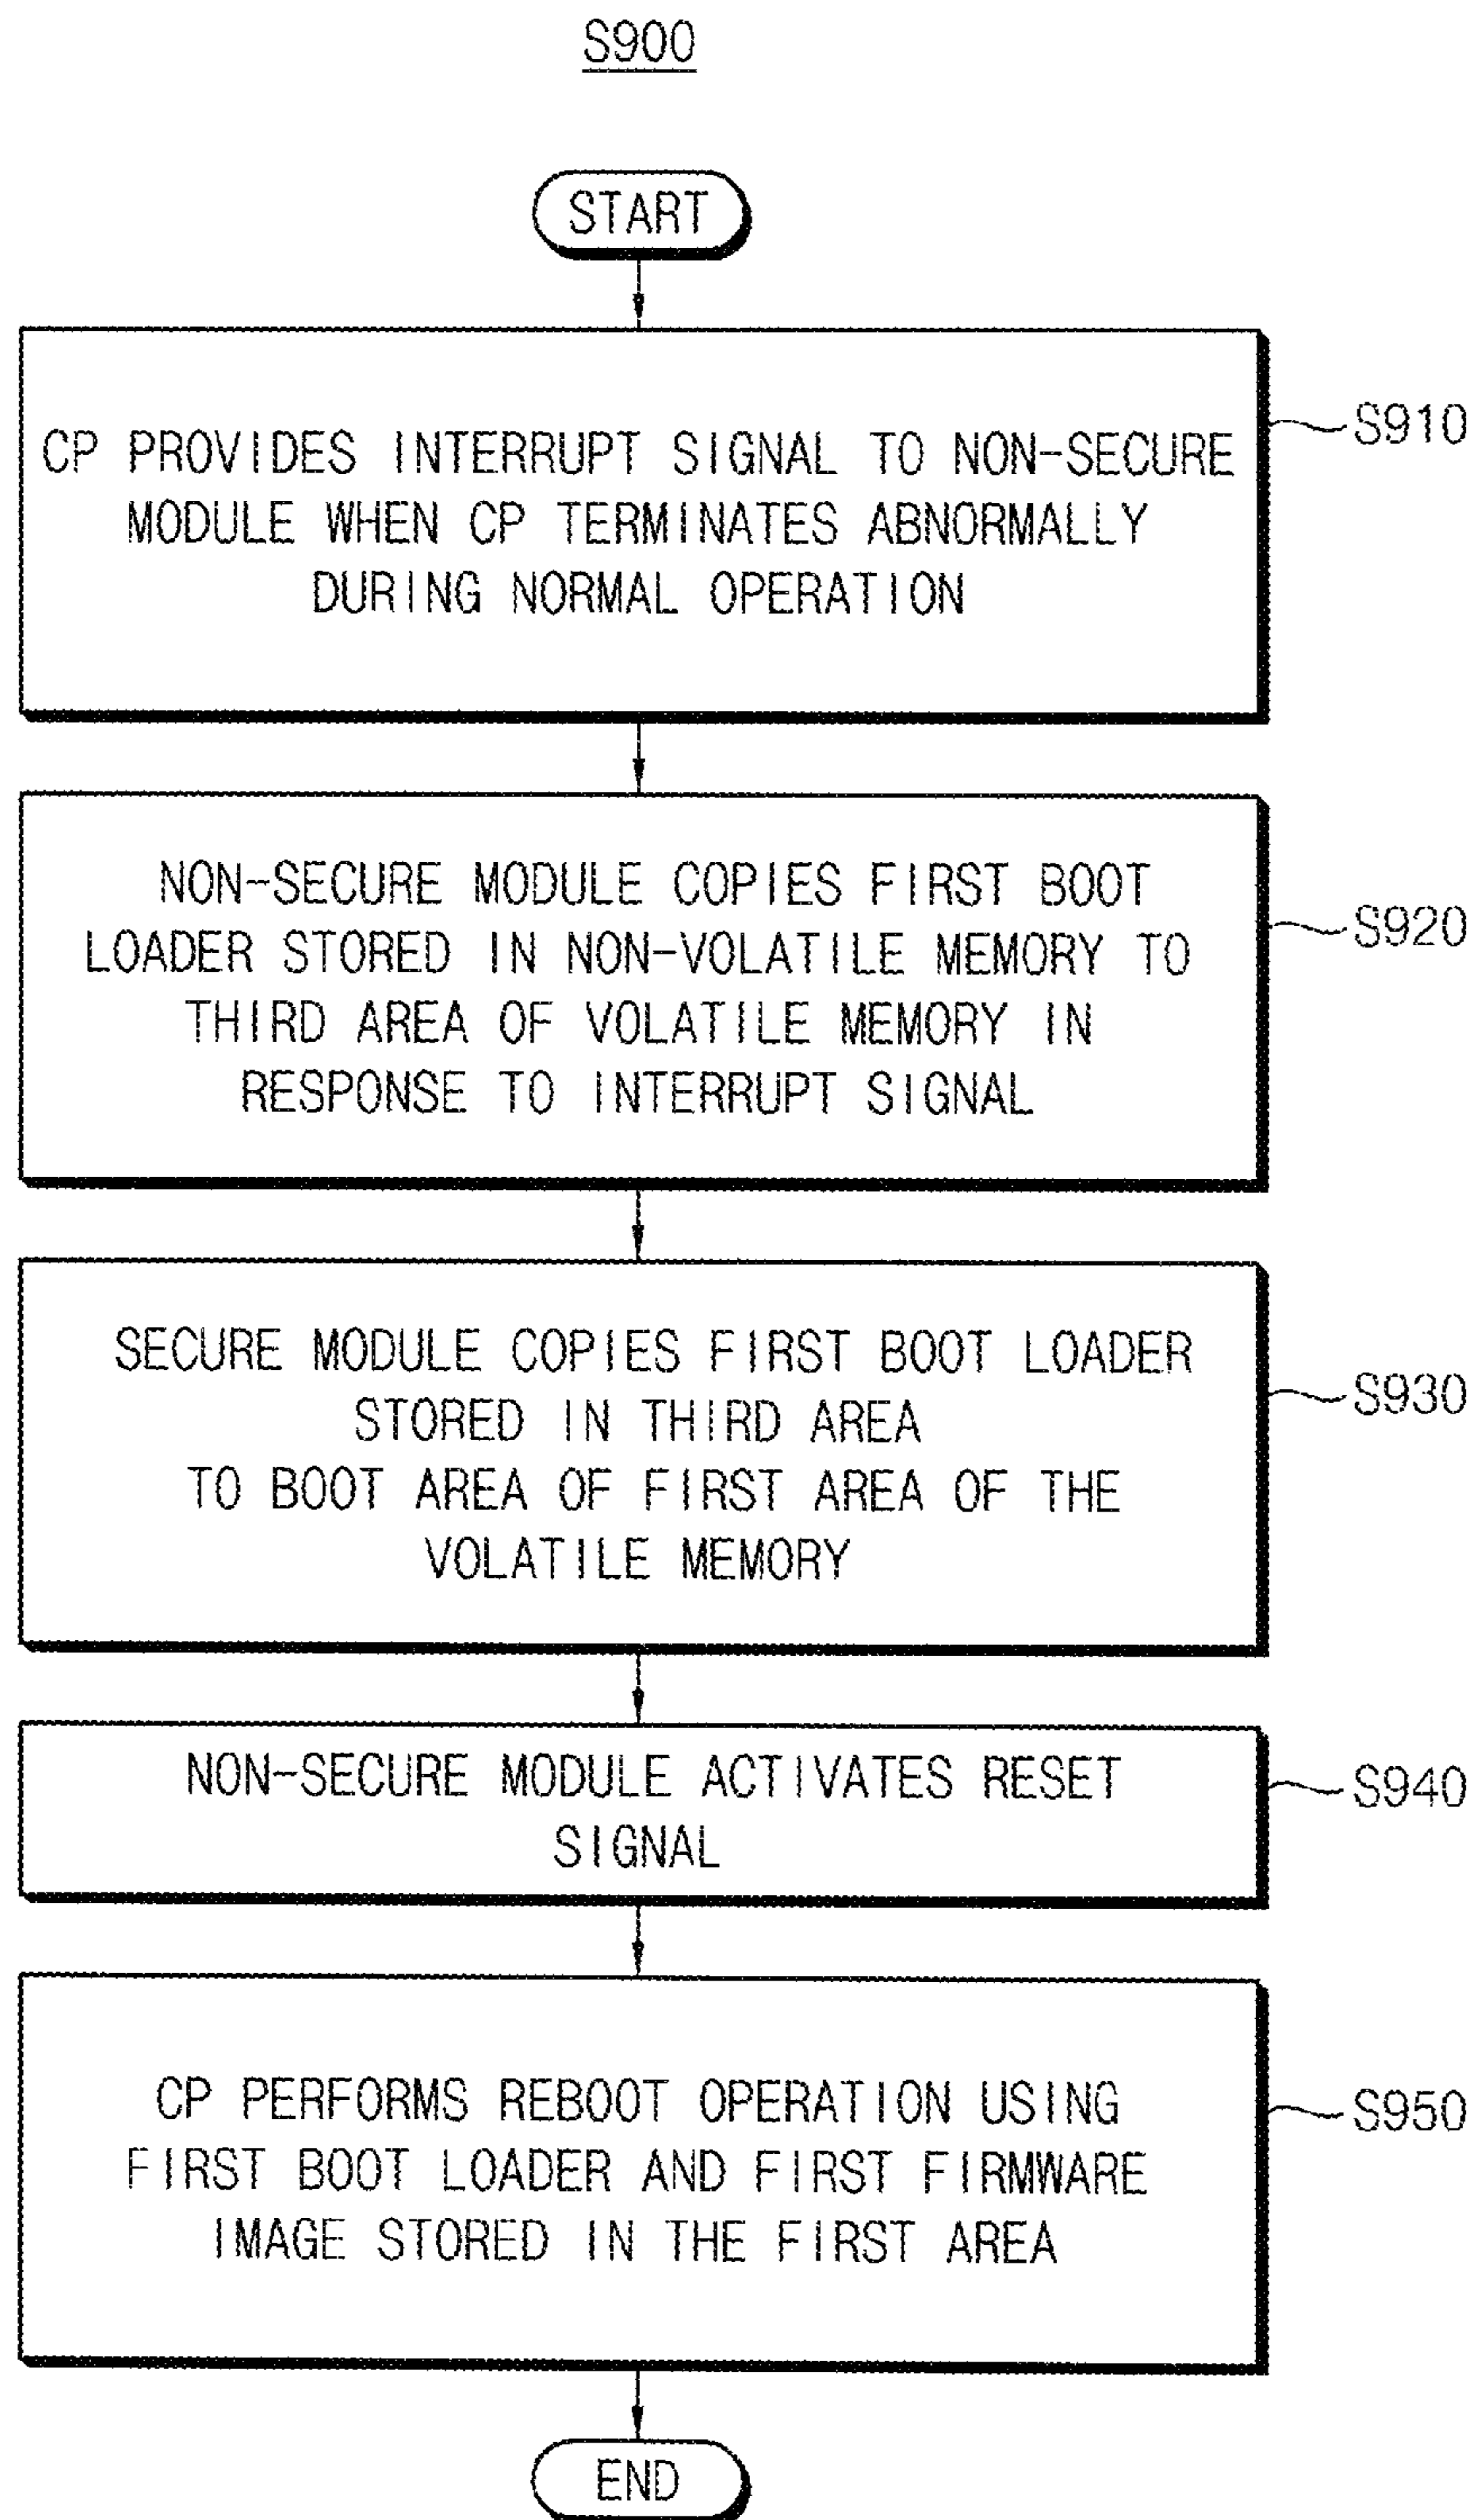 S900
START
CP PROVIDES INTERRUPT SIGNAL TO NON-SECURE
MODULE WHEN CP TERMINATES ABNORMALLY
DURING NORMAL OPERATION
S910
NON-SECURE MODULE COPIES FIRST BOOT
LOADER STORED IN NON-VOLATILE MEMORY TO
THIRD AREA OF VOLATILE MEMORY IN
RESPONSE TO INTERRUPT SIGNAL
S920
SECURE MODULE COPIES FIRST BOOT LOADER
STORED IN THIRD AREA
TO BOOT AREA OF FIRST AREA OF THE
VOLATILE MEMORY
S930
NON-SECURE MODULE ACTIVATES RESET
SIGNAL
S940
CP PERFORMS REBOOT OPERATION USING
FIRST BOOT LOADER AND FIRST FIRMWARE
IMAGE STORED IN THE FIRST AREA
S950
END